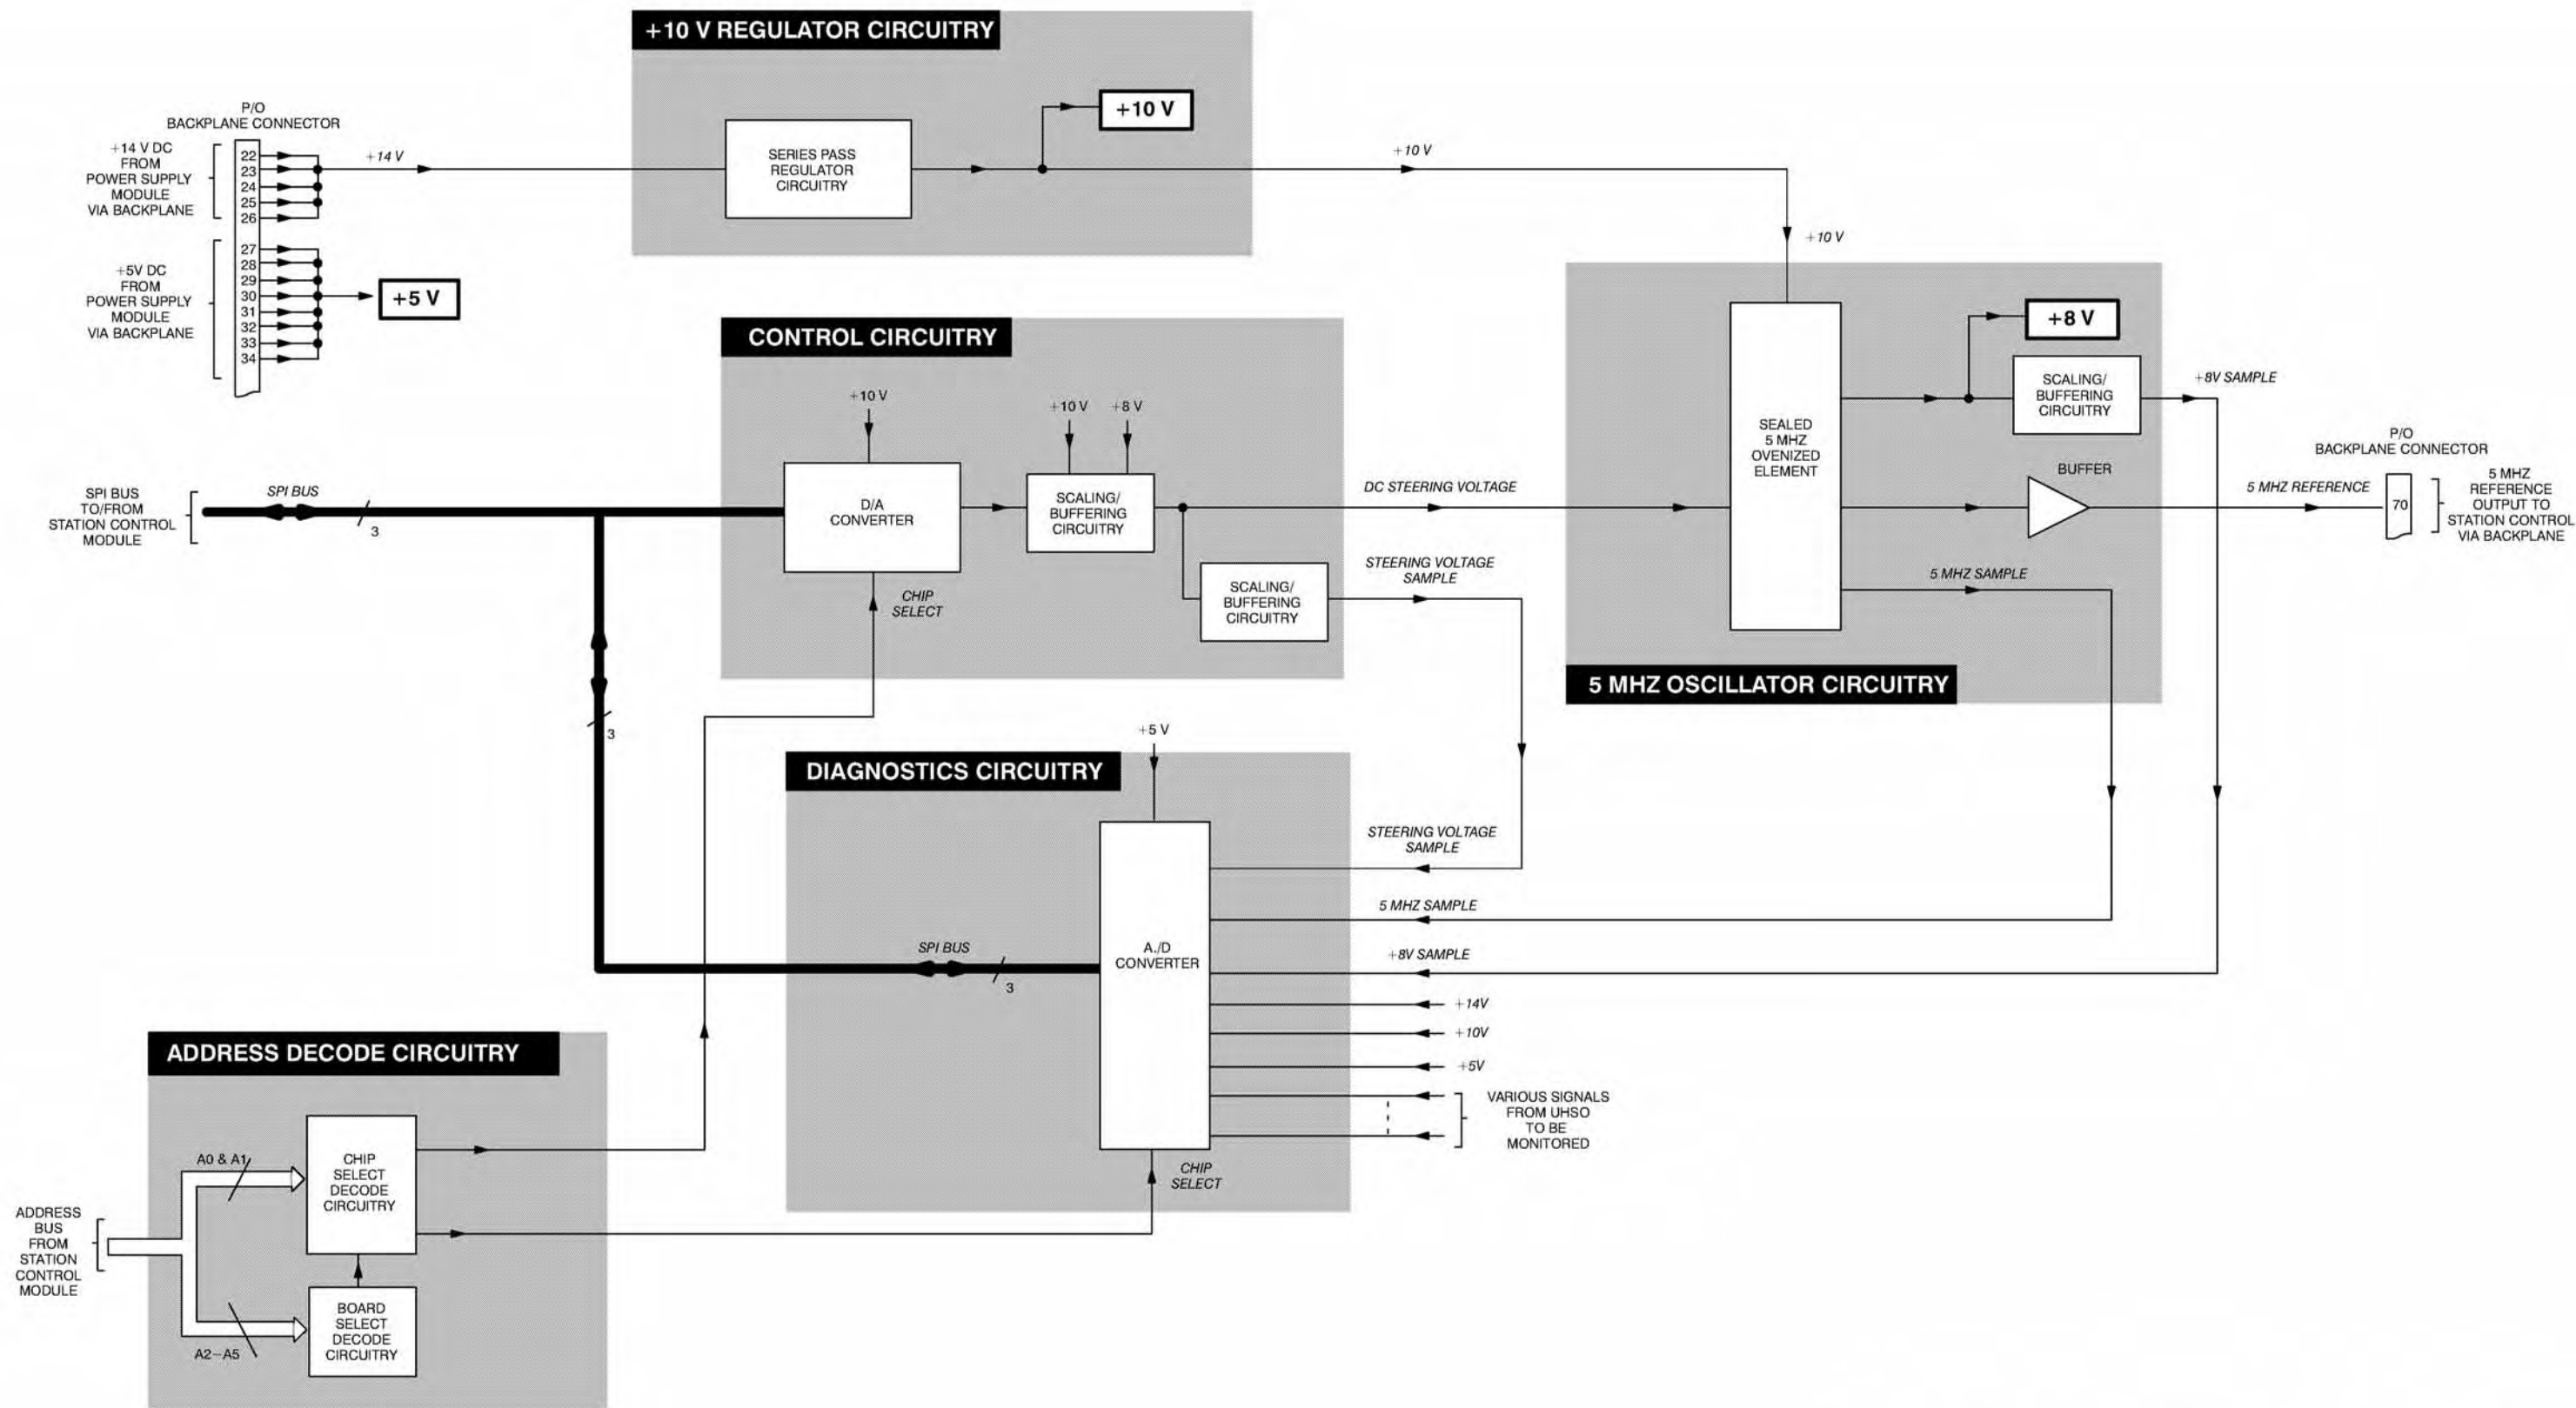 +10 V REGULATOR CIRCUITRY
P/O
BACKPLANE CONNECTOR
+14 V DC
FROM
POWER SUPPLY
MODULE
VIA BACKPLANE
22
23
24
25
26
+14 V
SERIES PASS
REGULATOR
CIRCUITRY
+10 V
+10 V
+10 V
+5V DC
FROM
POWER SUPPLY
MODULE
VIA BACKPLANE
27
28
29
30
31
32
33
34
+5 V
CONTROL CIRCUITRY
+10 V
+10 V
+8 V
SPI BUS
TO/FROM
STATION CONTROL
MODULE
SPI BUS
3
D/A
CONVERTER
SCALING/
BUFFERING
CIRCUITRY
CHIP
SELECT
SCALING/
BUFFERING
CIRCUITRY
DC STEERING VOLTAGE
STEERING VOLTAGE
SAMPLE
SEALED
5 MHZ
OVENIZED
ELEMENT
+8 V
SCALING/
BUFFERING
CIRCUITRY
+8V SAMPLE
BUFFER
5 MHZ REFERENCE
P/O
BACKPLANE CONNECTOR
70
5 MHZ
REFERENCE
OUTPUT TO
STATION CONTROL
VIA BACKPLANE
5 MHZ SAMPLE
5 MHZ OSCILLATOR CIRCUITRY
3
+5 V
DIAGNOSTICS CIRCUITRY
SPI BUS
3
A./D
CONVERTER
STEERING VOLTAGE
SAMPLE
5 MHZ SAMPLE
+8V SAMPLE
+14V
+10V
+5V
VARIOUS SIGNALS
FROM UHSO
TO BE
MONITORED
CHIP
SELECT
ADDRESS DECODE CIRCUITRY
A0 & A1
CHIP
SELECT
DECODE
CIRCUITRY
ADDRESS
BUS
FROM
STATION
CONTROL
MODULE
BOARD
SELECT
DECODE
CIRCUITRY
A2–A5